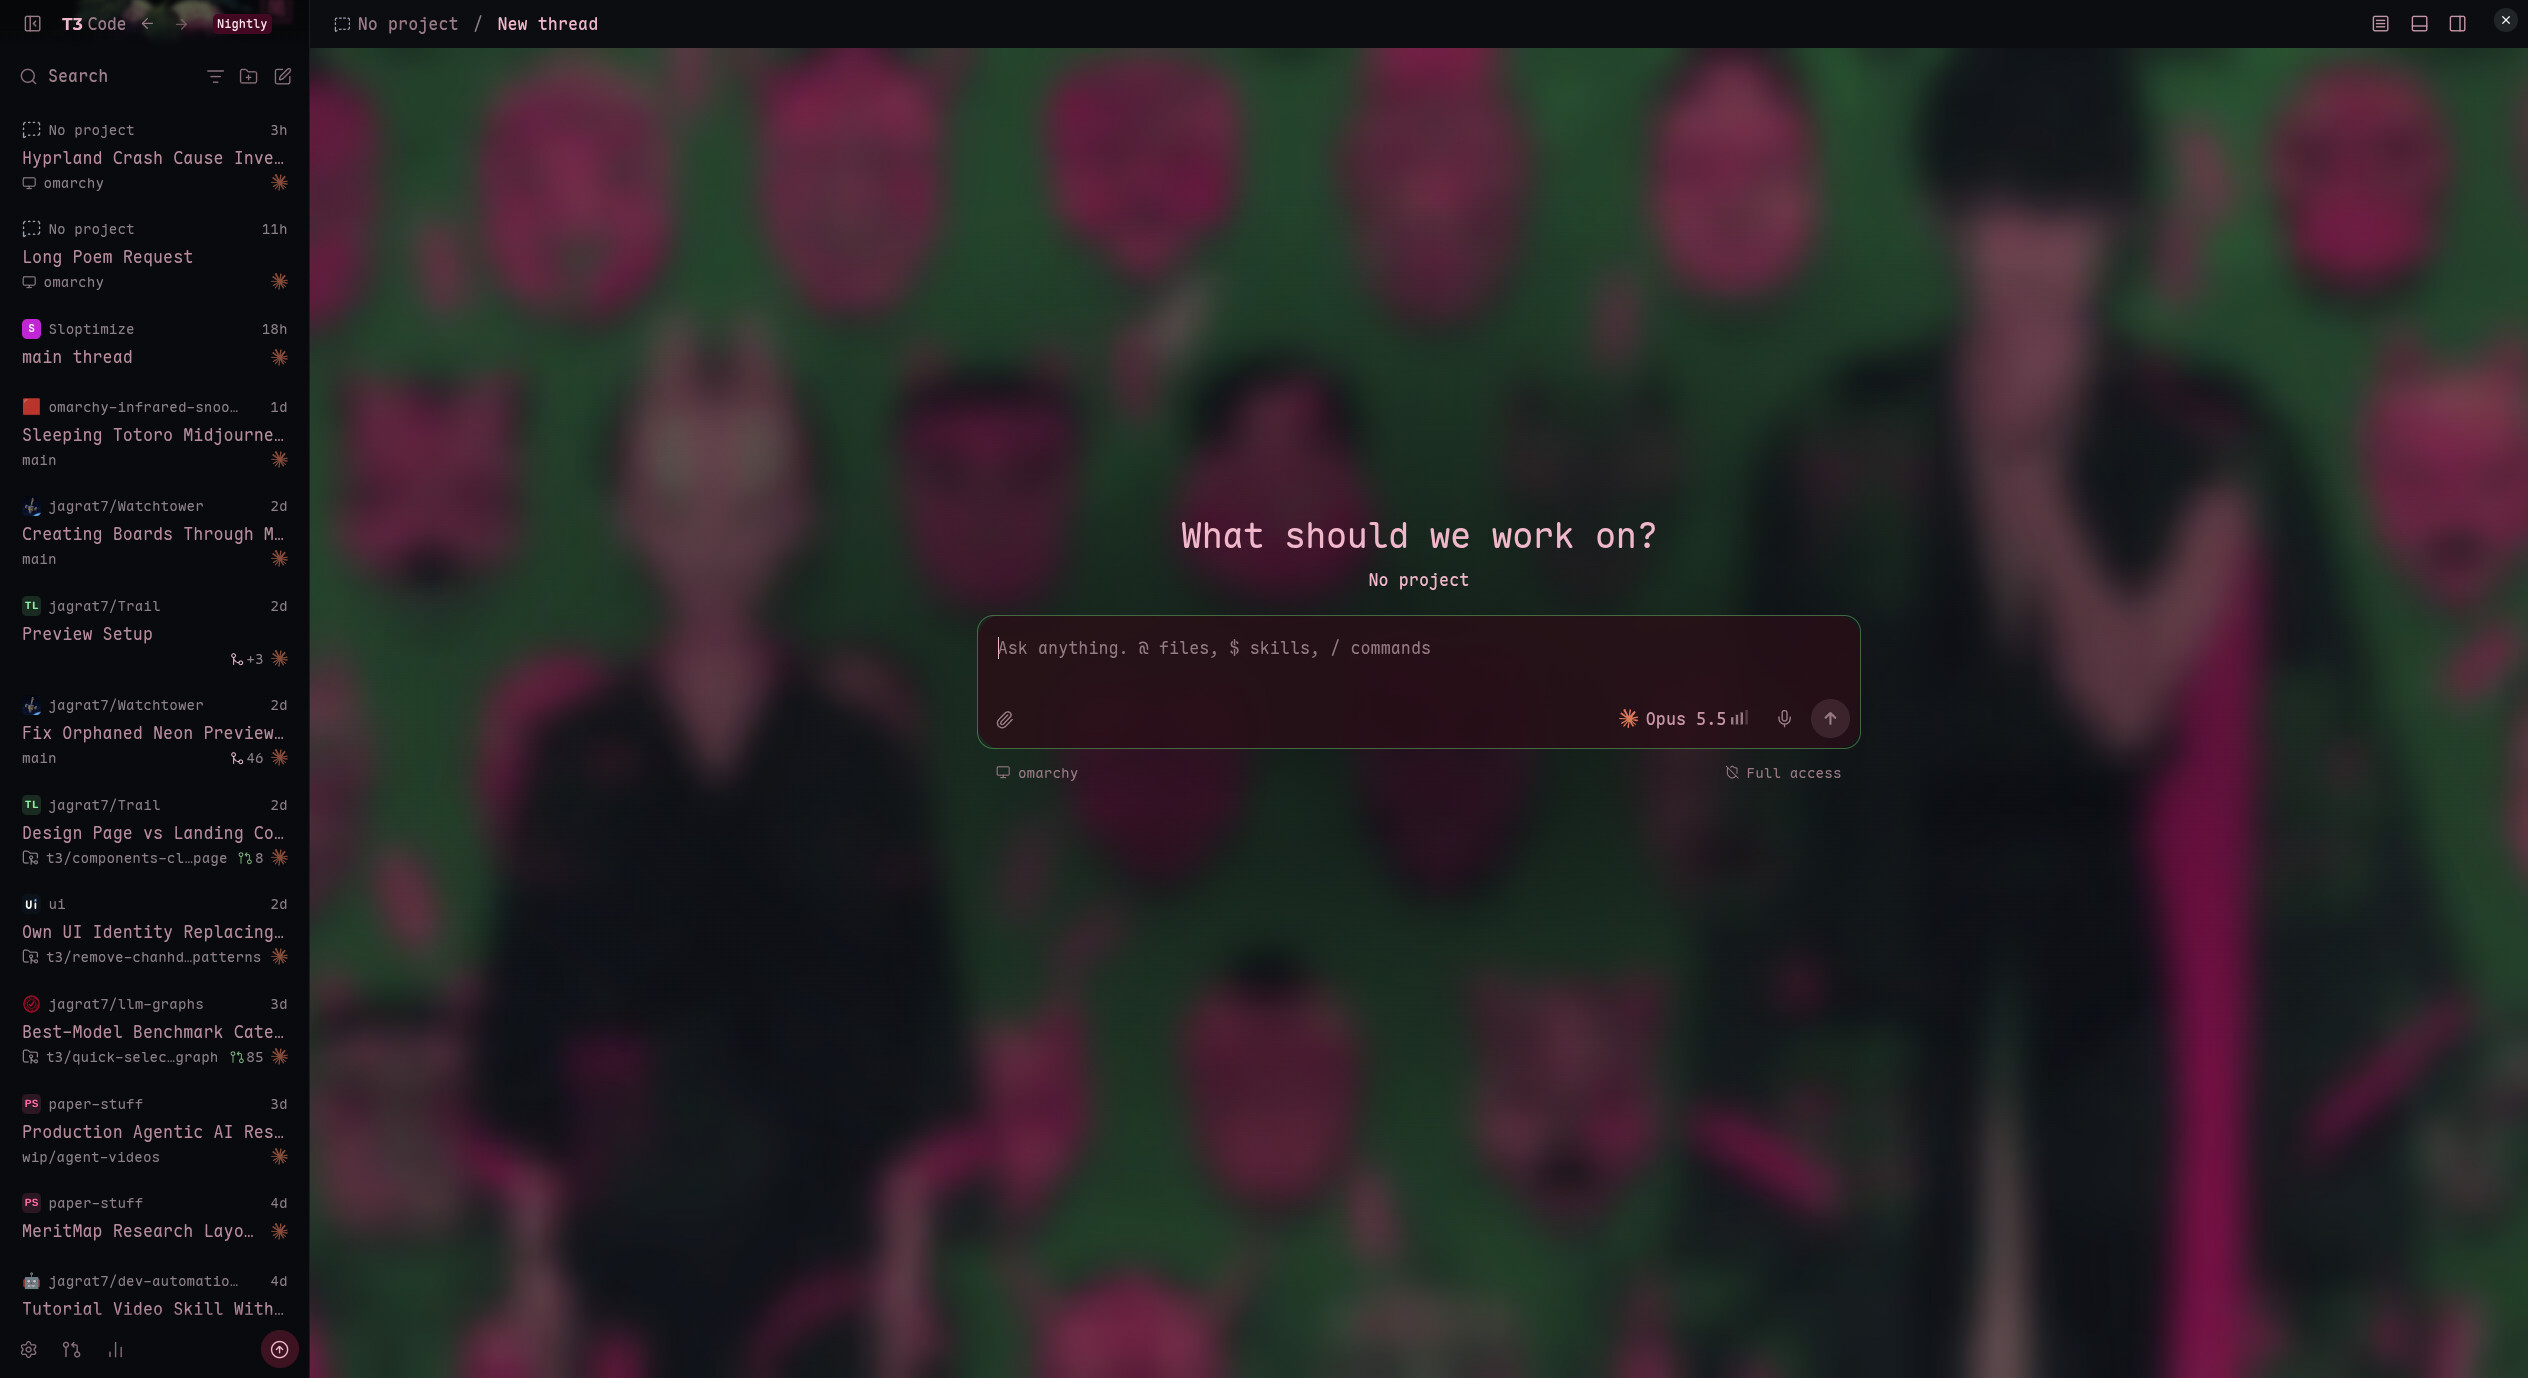 T3 Code
Nightly
No project / New thread
Search
No project 3h
Hyprland Crash Cause Inve…
omarchy
No project 11h
Long Poem Request
omarchy
S Sloptimize 18h
main thread
omarchy-infrared-snoo… 1d
Sleeping Totoro Midjourne…
main
jagrat7/Watchtower 2d
Creating Boards Through M…
main
TL jagrat7/Trail 2d
Preview Setup
+3
jagrat7/Watchtower 2d
Fix Orphaned Neon Preview…
main 46
TL jagrat7/Trail 2d
Design Page vs Landing Co…
t3/components-cl…page 8
Ui ui 2d
Own UI Identity Replacing…
t3/remove-chanhd…patterns
jagrat7/llm-graphs 3d
Best-Model Benchmark Cate…
t3/quick-selec…graph 85
PS paper-stuff 3d
Production Agentic AI Res…
wip/agent-videos
PS paper-stuff 4d
MeritMap Research Layo…
jagrat7/dev-automatio… 4d
Tutorial Video Skill With…
What should we work on?
No project
Ask anything. @ files, $ skills, / commands
Opus 5.5
omarchy
Full access